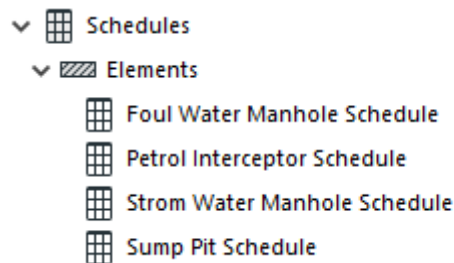 Schedules
Elements
Foul Water Manhole Schedule
Petrol Interceptor Schedule
Strom Water Manhole Schedule
Sump Pit Schedule